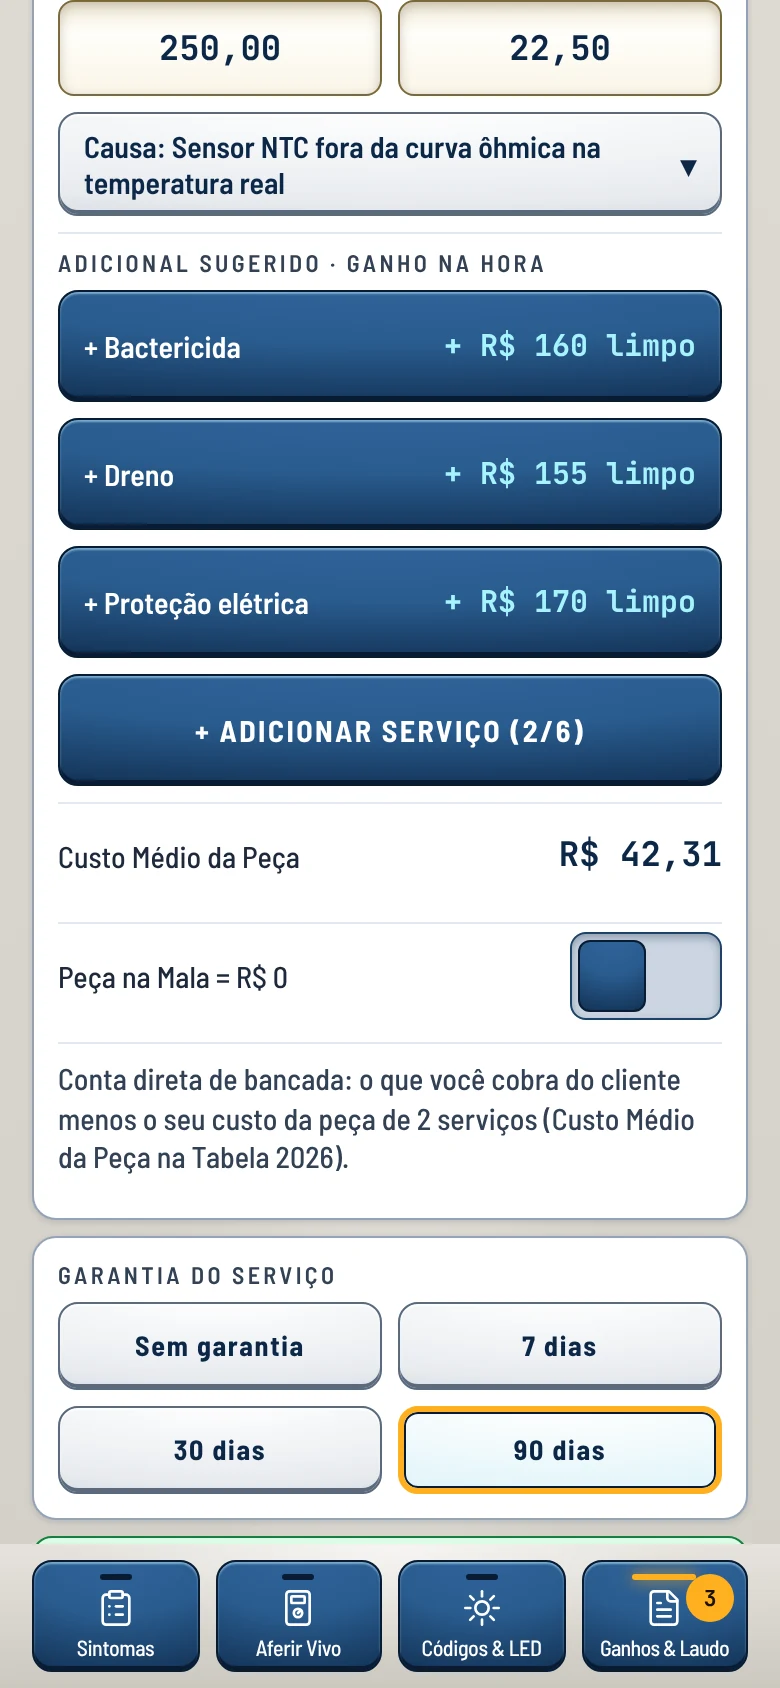 250,00
22,50
Causa: Sensor NTC fora da curva ôhmica na
temperatura real
▼
ADICIONAL SUGERIDO · GANHO NA HORA
+ Bactericida
+ R$ 160 limpo
+ Dreno
+ R$ 155 limpo
+ Proteção elétrica
+ R$ 170 limpo
+ ADICIONAR SERVIÇO (2/6)
Custo Médio da Peça
R$ 42,31
Peça na Mala = R$ 0
Conta direta de bancada: o que você cobra do cliente
menos o seu custo da peça de 2 serviços (Custo Médio
da Peça na Tabela 2026).
GARANTIA DO SERVIÇO
Sem garantia
7 dias
30 dias
90 dias
Sintomas
Aferir Vivo
Códigos & LED
3
Ganhos & Laudo